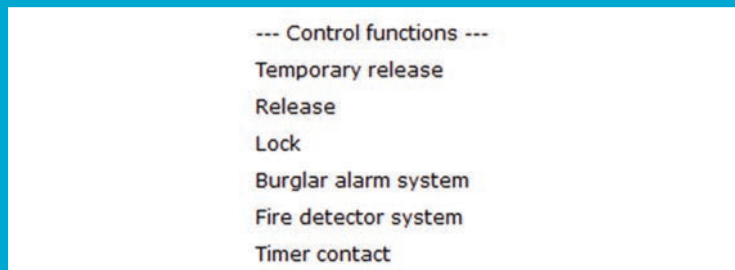 --- Control functions ---
Temporary release
Release
Lock
Burglar alarm system
Fire detector system
Timer contact